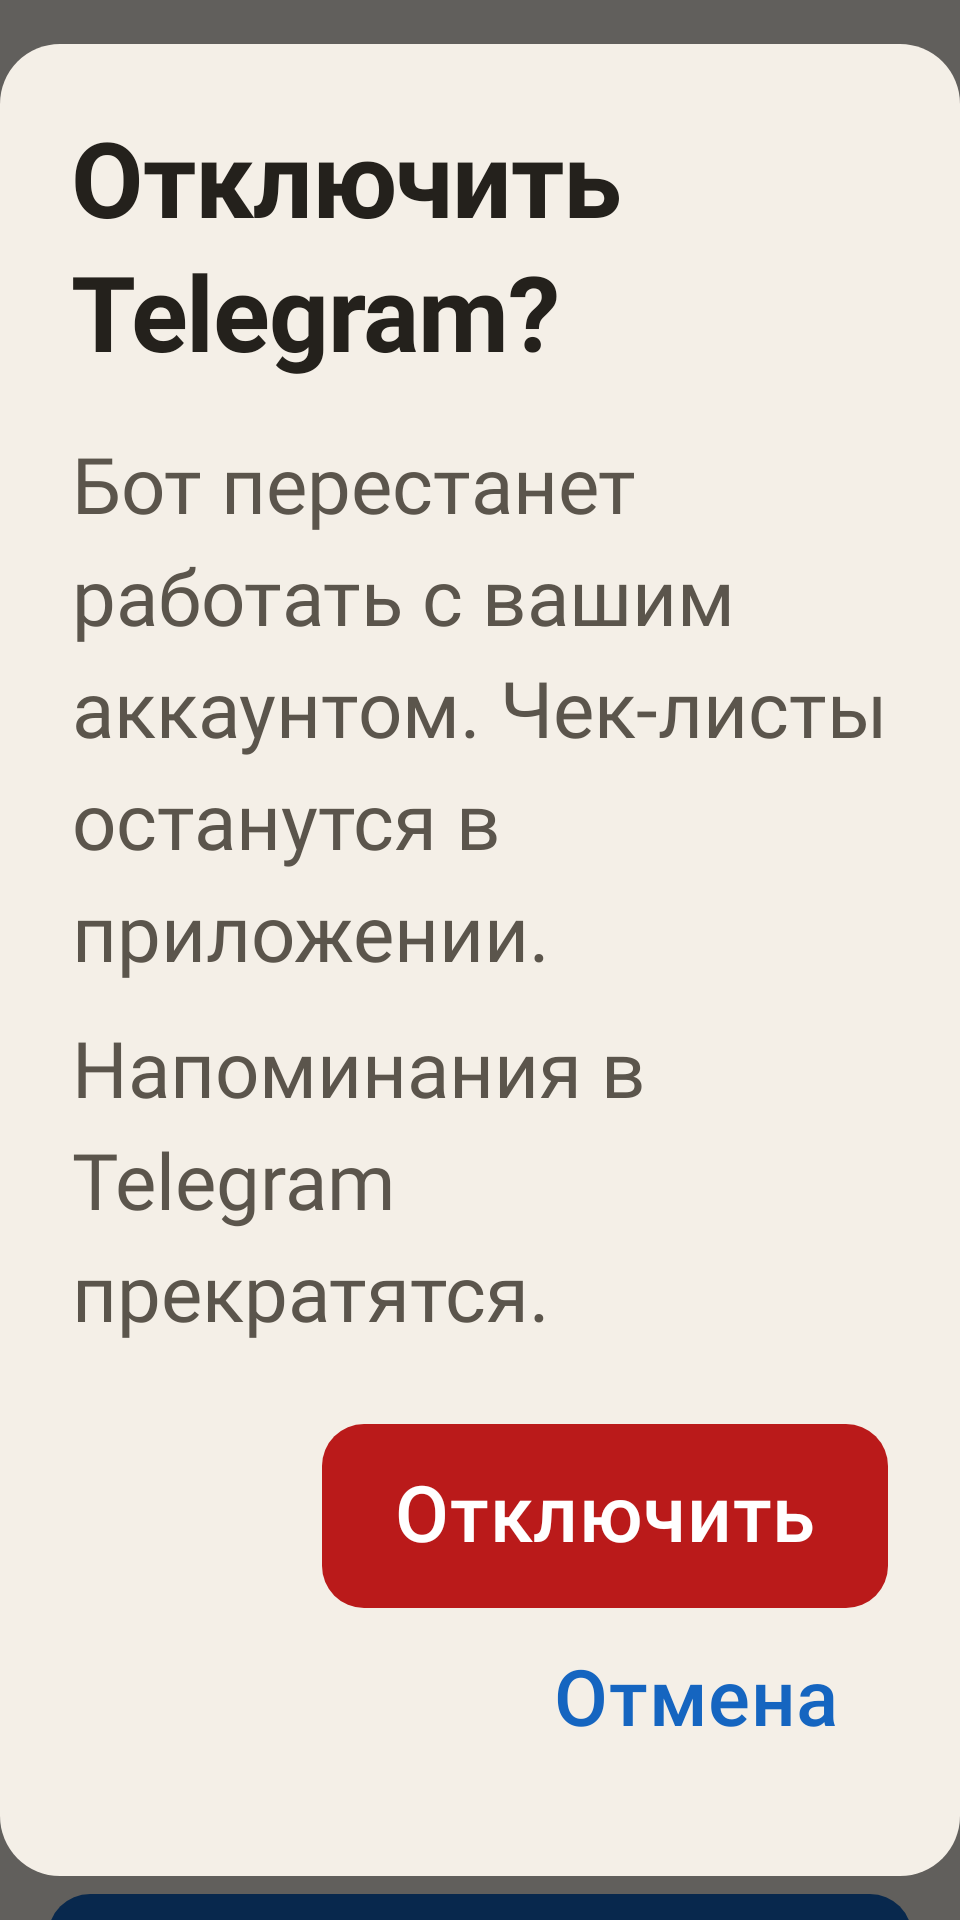 Отключить
Telegram?
Бот перестанет
работать с вашим
аккаунтом. Чек-листы
останутся в
приложении.
Напоминания в
Telegram
прекратятся.
Отключить
Отмена